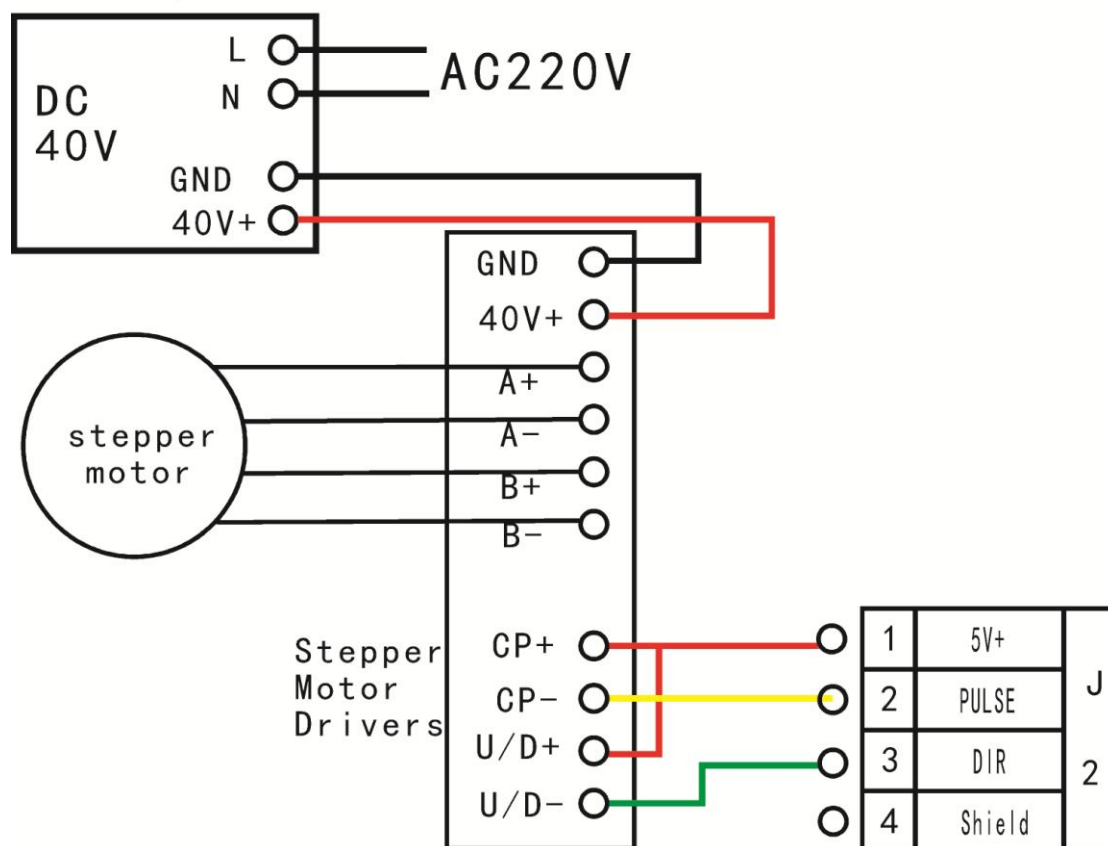 L
AC220V
N
DC
40V
GND
40V+
GND
40V+
A+
A-
B+
B-
stepper
motor
Stepper
Motor
Drivers
CP+
CP-
U/D+
U/D-
1 5V+
2 PULSE
3 DIR
4 Shield
J
2